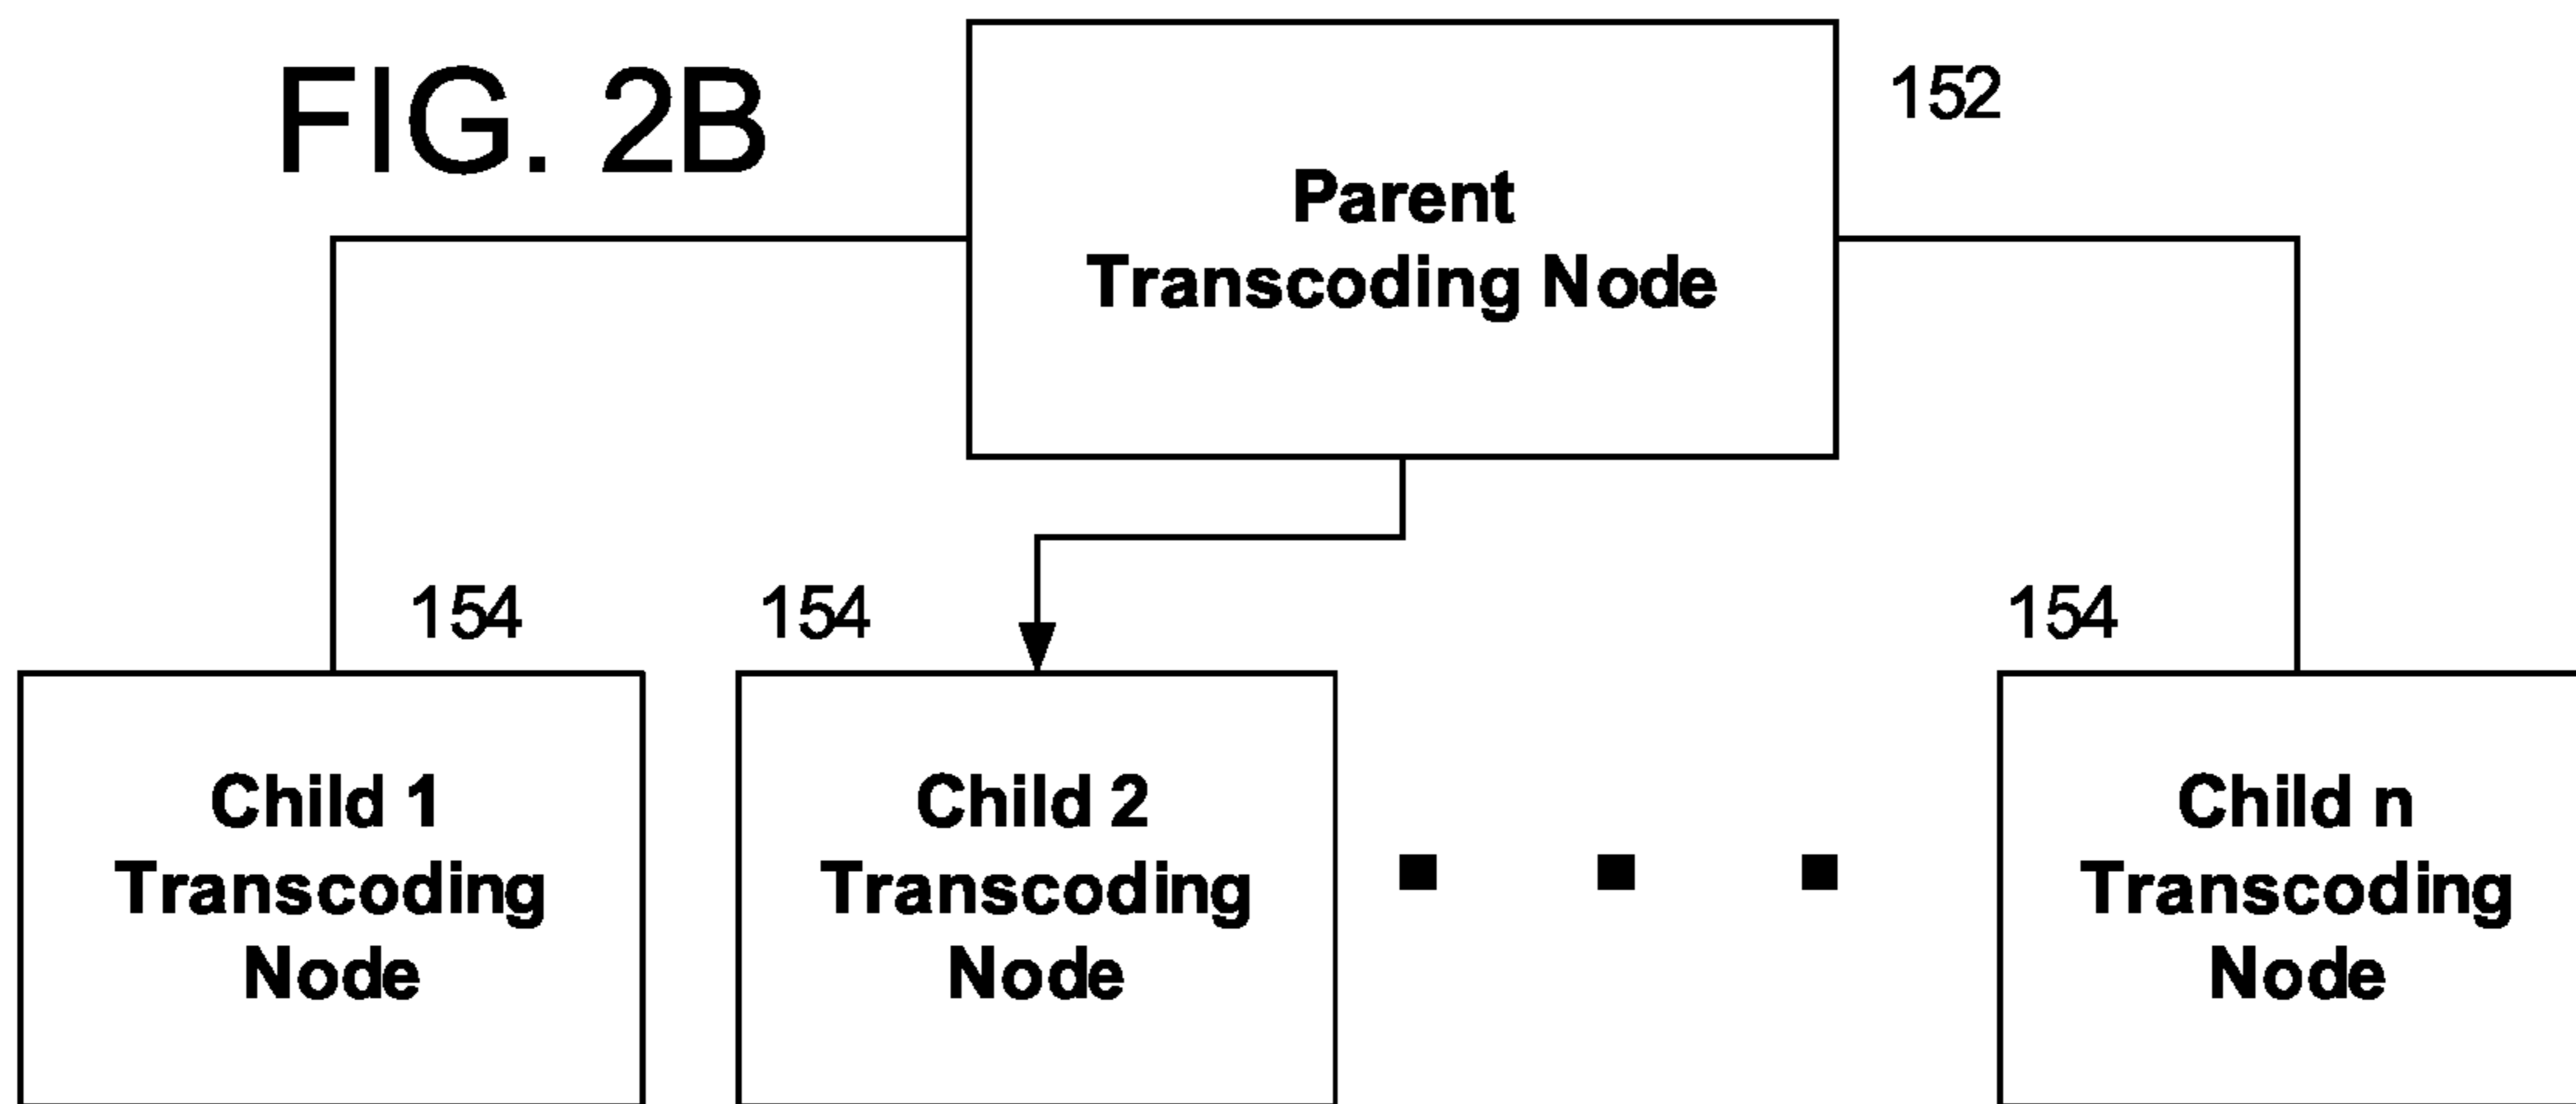 FIG. 2B
152
Parent
Transcoding Node
154
154
154
Child 1
Transcoding
Node
Child 2
Transcoding
Node
Child n
Transcoding
Node